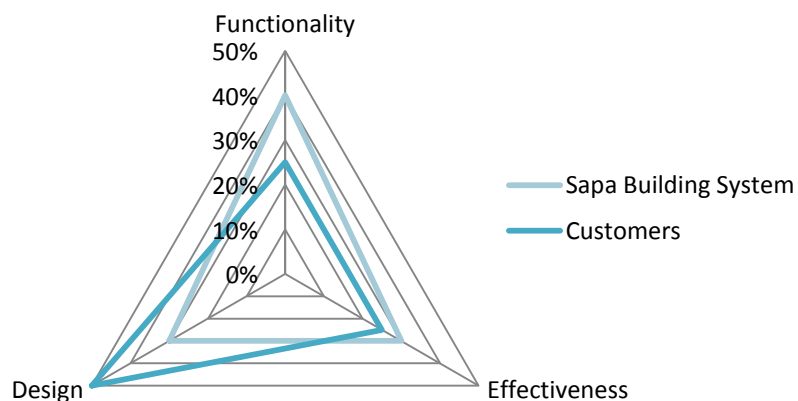 Functionality
50%
40%
30%
20%
10%
0%
Sapa Building System
Customers
Design
Effectiveness